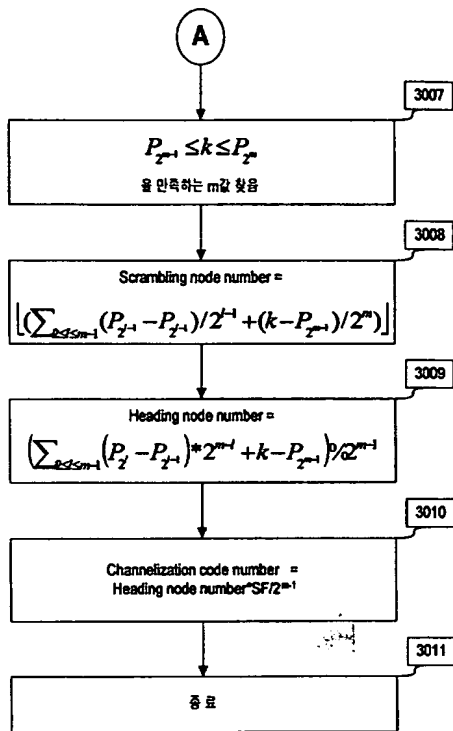 A
3007
P_{2^{m-1}} ≤ k ≤ P_{2^m}
을 만족하는 m값 찾음
3008
Scrambling node number =
⌊(∑_{0≤l≤m-1}(P_{2^{l-1}} - P_{2^{l-1}})/2^{l-1} + (k - P_{2^{m-1}})/2^m)⌋
3009
Heading node number =
(∑_{0≤l≤m-1}(P_{2^l} - P_{2^{l-1}})*2^{m-l} + k - P_{2^{m-1}})%2^{m-1}
3010
Channelization code number =
Heading node number*SF/2^{m-1}
3011
종 료